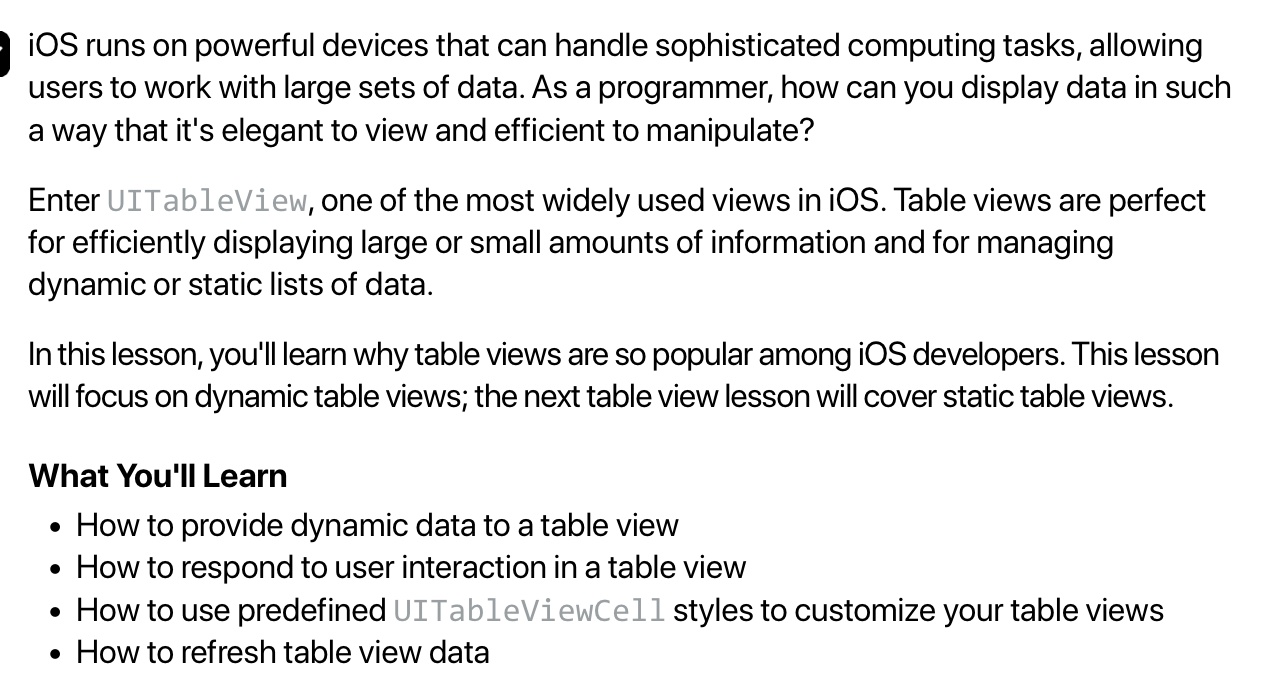 iOS runs on powerful devices that can handle sophisticated computing tasks, allowing
users to work with large sets of data. As a programmer, how can you display data in such
a way that it's elegant to view and efficient to manipulate?
Enter UITableView, one of the most widely used views in iOS. Table views are perfect
for efficiently displaying large or small amounts of information and for managing
dynamic or static lists of data.
In this lesson, you'll learn why table views are so popular among iOS developers. This lesson
will focus on dynamic table views; the next table view lesson will cover static table views.
What You'll Learn
• How to provide dynamic data to a table view
• How to respond to user interaction in a table view
• How to use predefined UITableViewCell styles to customize your table views
• How to refresh table view data